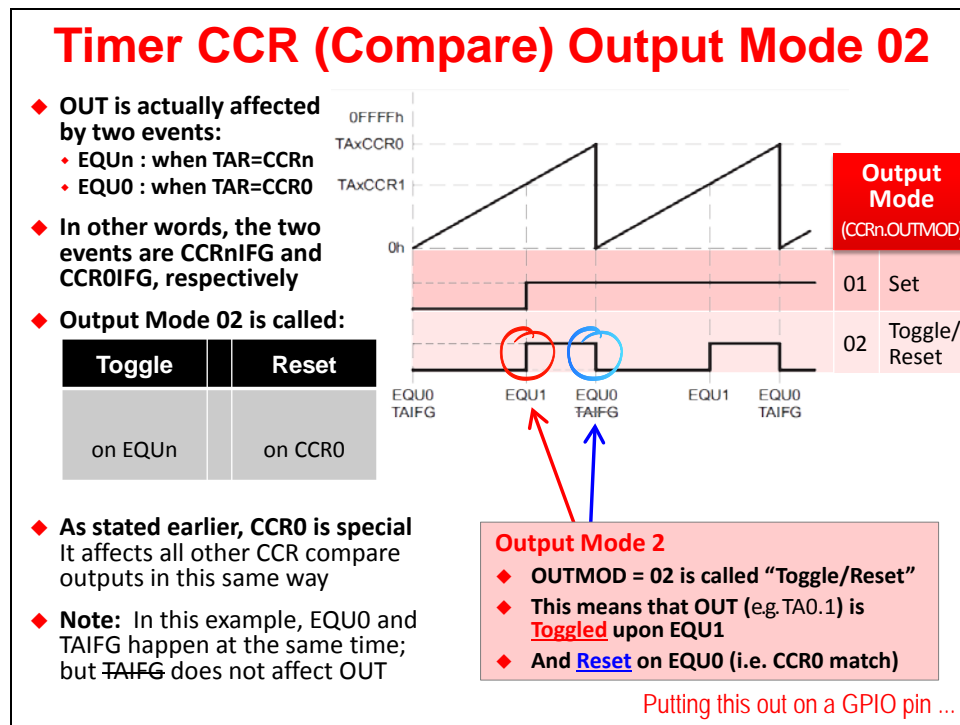 Timer CCR (Compare) Output Mode 02
OUT is actually affected
by two events:
EQUn : when TAR=CCRn
EQU0 : when TAR=CCR0
In other words, the two
events are CCRnIFG and
CCR0IFG, respectively
Output Mode 02 is called:
Toggle Reset
on EQUn on CCR0
As stated earlier, CCR0 is special
It affects all other CCR compare
outputs in this same way
Note: In this example, EQU0 and
TAIFG happen at the same time;
but TAIFG does not affect OUT
0FFFFh
TAxCCR0
TAxCCR1
0h
Output
Mode
(CCRn.OUTMOD)
01 Set
02 Toggle/
Reset
EQU0 EQU1 EQU0 EQU1 EQU0
TAIFG TAIFG TAIFG
Output Mode 2
OUTMOD = 02 is called “Toggle/Reset”
This means that OUT (e.g. TA0.1) is
Toggled upon EQU1
And Reset on EQU0 (i.e. CCR0 match)
Putting this out on a GPIO pin ...